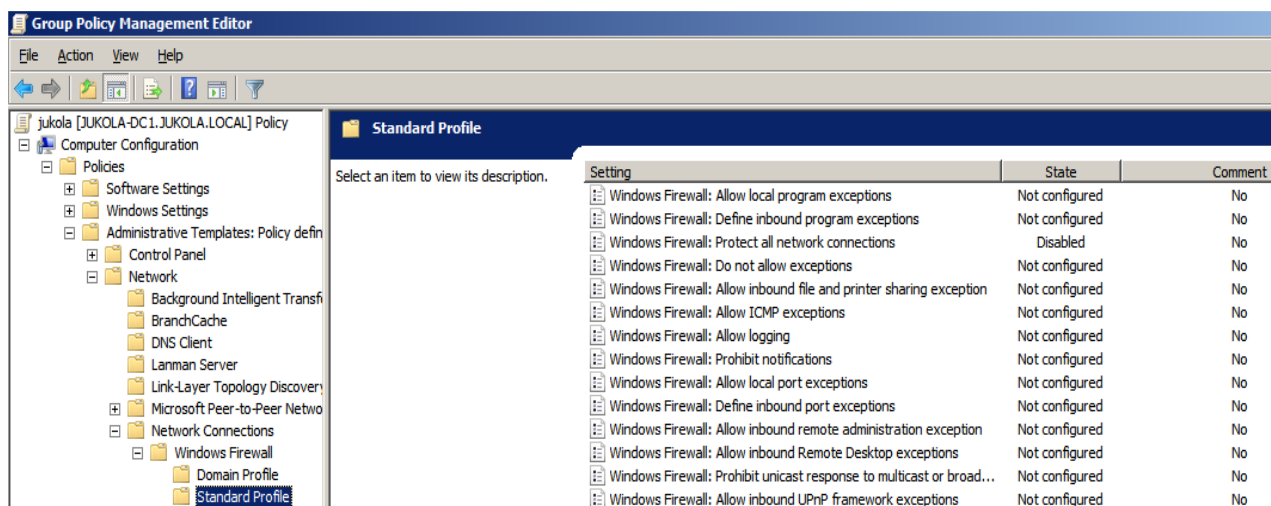 Group Policy Management Editor
File Action View Help
jukola [JUKOLA-DC1.JUKOLA.LOCAL] Policy
Computer Configuration
Policies
Software Settings
Windows Settings
Administrative Templates: Policy defin
Control Panel
Network
Background Intelligent Transf
BranchCache
DNS Client
Lanman Server
Link-Layer Topology Discovery
Microsoft Peer-to-Peer Netwo
Network Connections
Windows Firewall
Domain Profile
Standard Profile
Standard Profile
Select an item to view its description.
Setting State Comment
Windows Firewall: Allow local program exceptions Not configured No
Windows Firewall: Define inbound program exceptions Not configured No
Windows Firewall: Protect all network connections Disabled No
Windows Firewall: Do not allow exceptions Not configured No
Windows Firewall: Allow inbound file and printer sharing exception Not configured No
Windows Firewall: Allow ICMP exceptions Not configured No
Windows Firewall: Allow logging Not configured No
Windows Firewall: Prohibit notifications Not configured No
Windows Firewall: Allow local port exceptions Not configured No
Windows Firewall: Define inbound port exceptions Not configured No
Windows Firewall: Allow inbound remote administration exception Not configured No
Windows Firewall: Allow inbound Remote Desktop exceptions Not configured No
Windows Firewall: Prohibit unicast response to multicast or broad... Not configured No
Windows Firewall: Allow inbound UPnP framework exceptions Not configured No